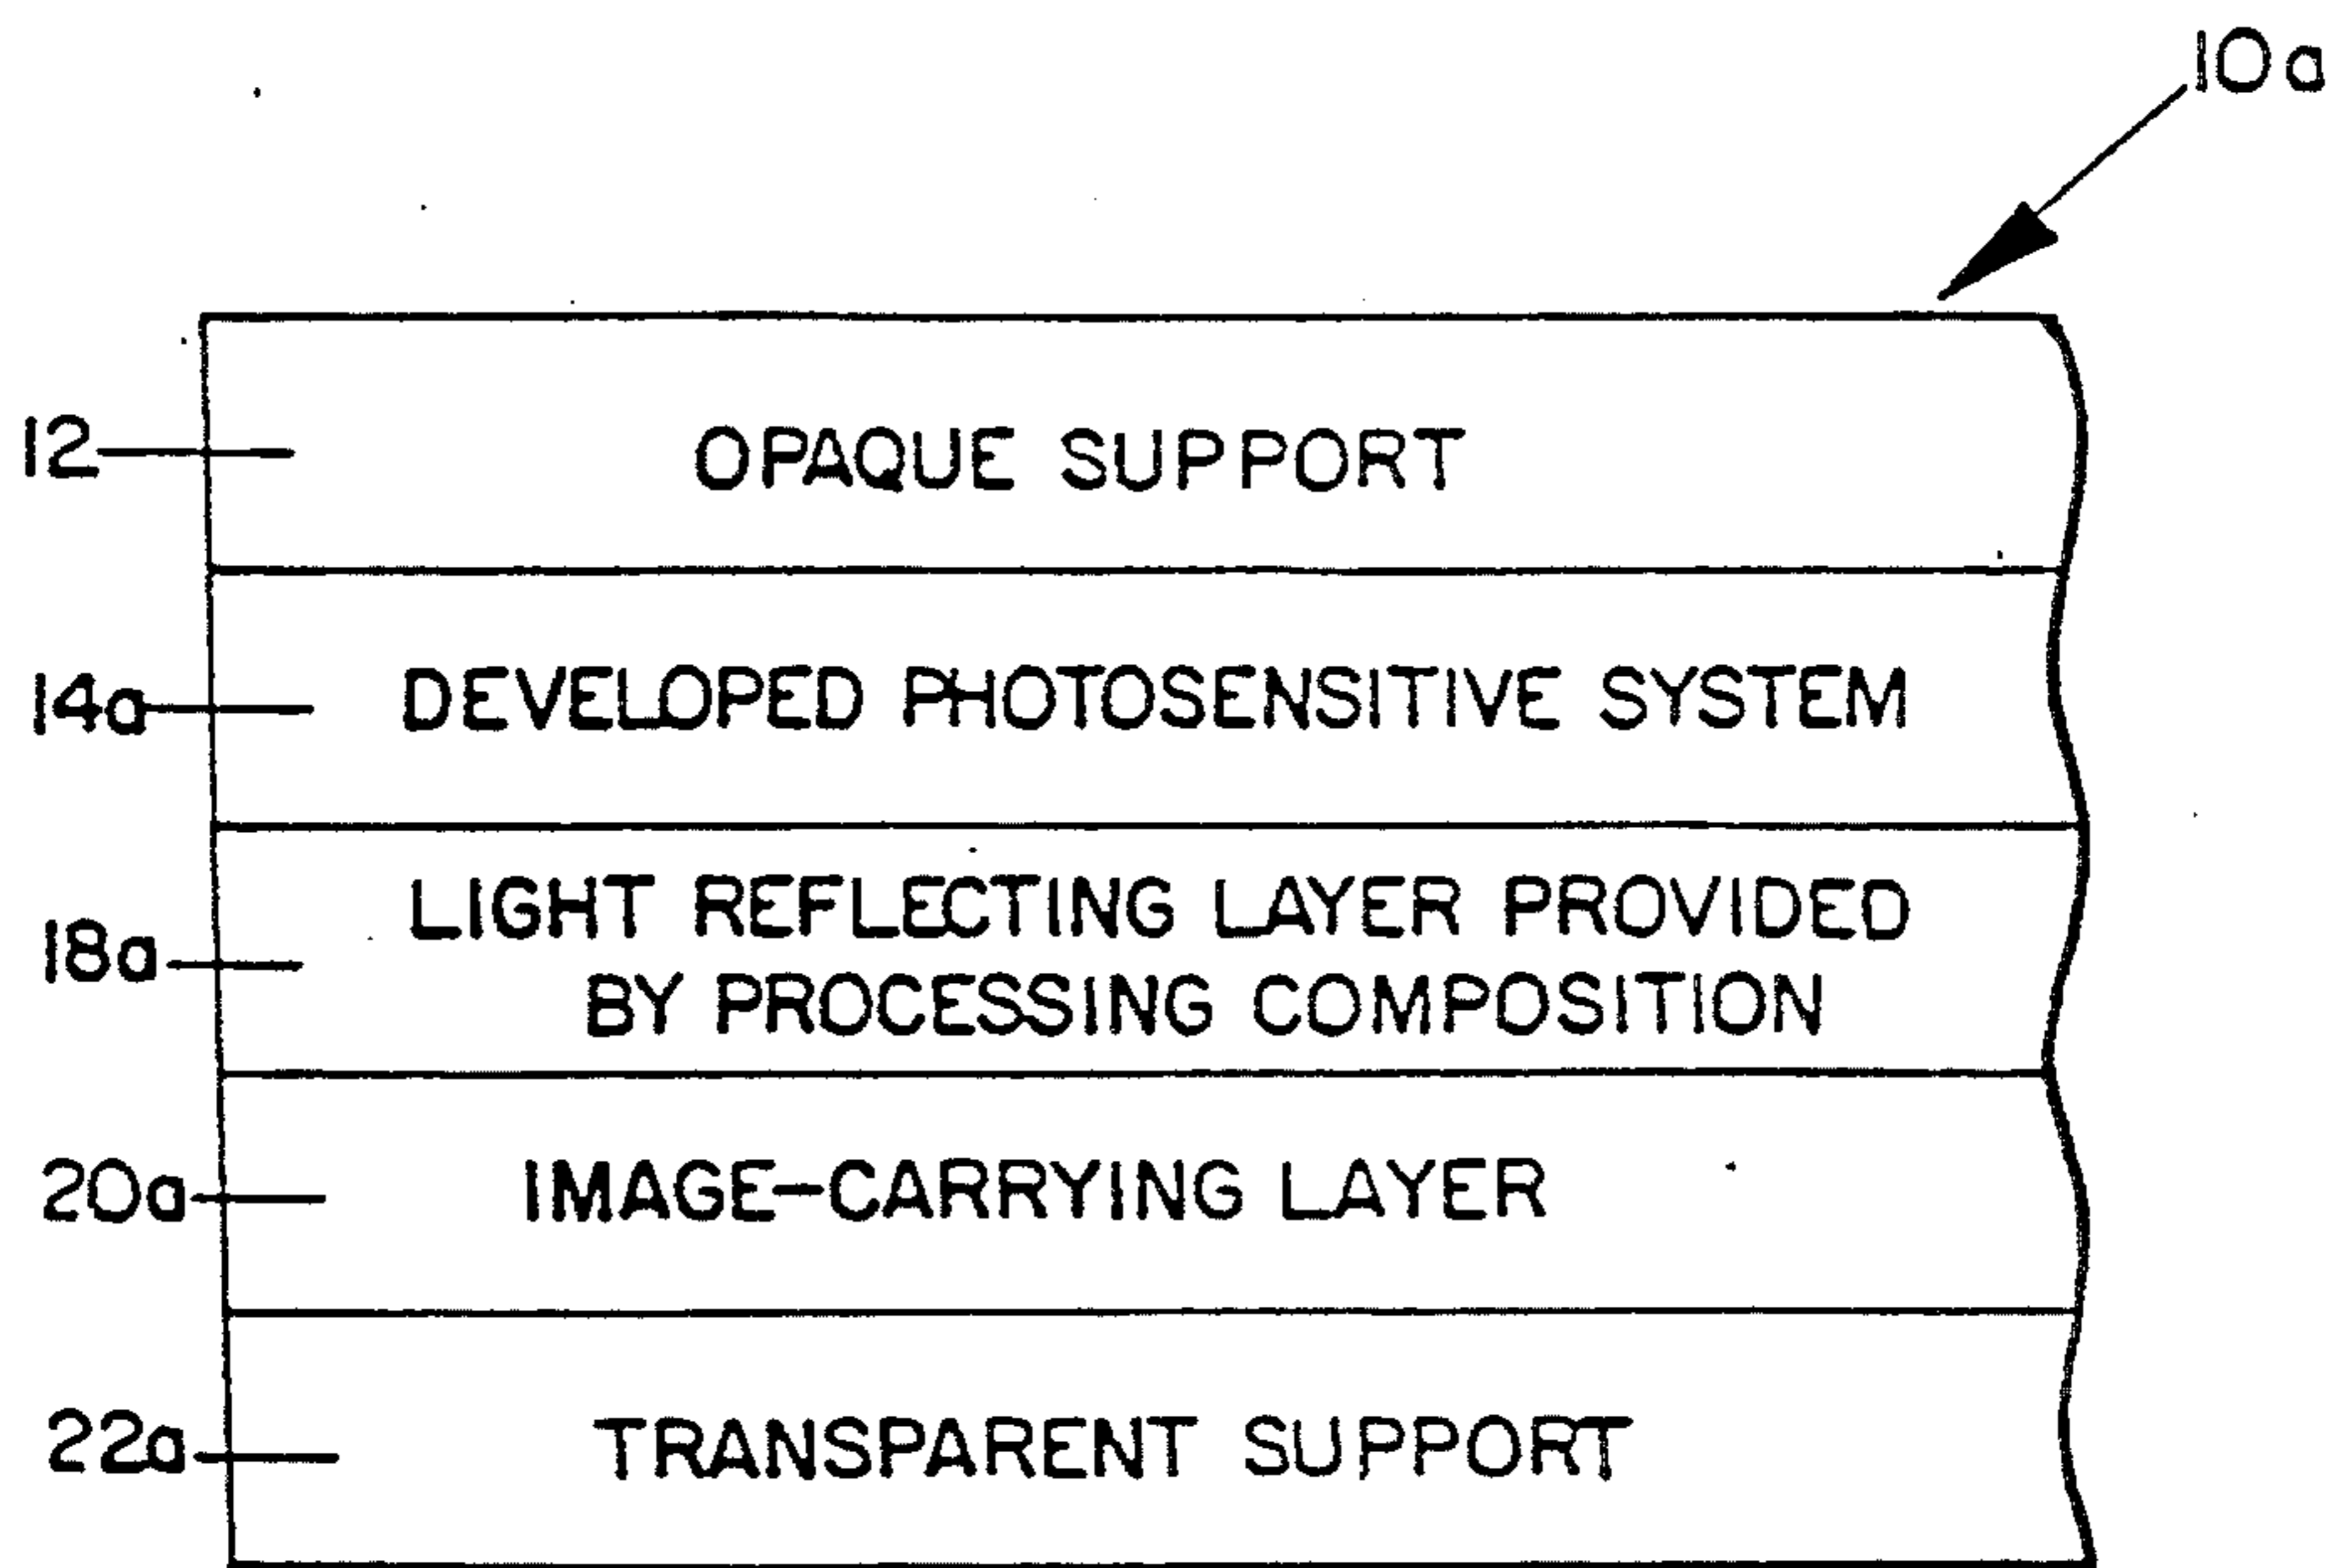 10a
12 OPAQUE SUPPORT
14a DEVELOPED PHOTOSENSITIVE SYSTEM
LIGHT REFLECTING LAYER PROVIDED
18a
BY PROCESSING COMPOSITION
20a IMAGE-CARRYING LAYER
22a TRANSPARENT SUPPORT